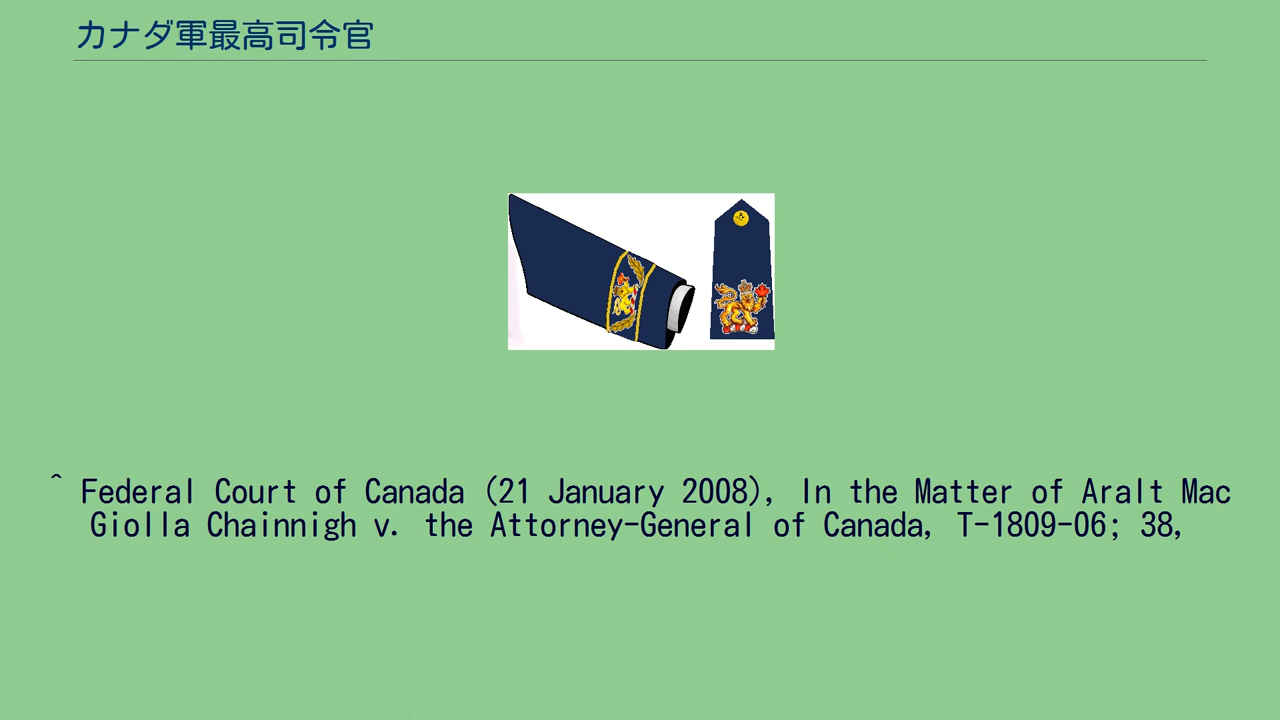 カナダ軍最高司令官
^ Federal Court of Canada (21 January 2008), In the Matter of Aralt Mac
Giolla Chainnigh v. the Attorney-General of Canada, T-1809-06; 38,